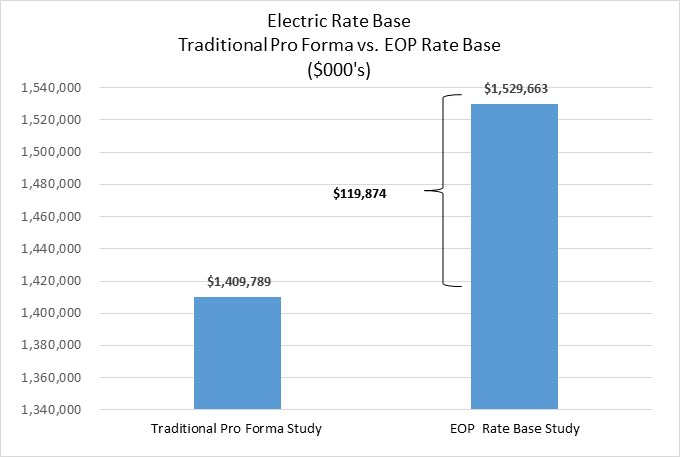 Electric Rate Base
Traditional Pro Forma vs. EOP Rate Base
($000's)
1,540,000
1,520,000
1,500,000
1,480,000
1,460,000
1,440,000
1,420,000
1,400,000
1,380,000
1,360,000
1,340,000
$1,529,663
$119,874
$1,409,789
Traditional Pro Forma Study
EOP Rate Base Study